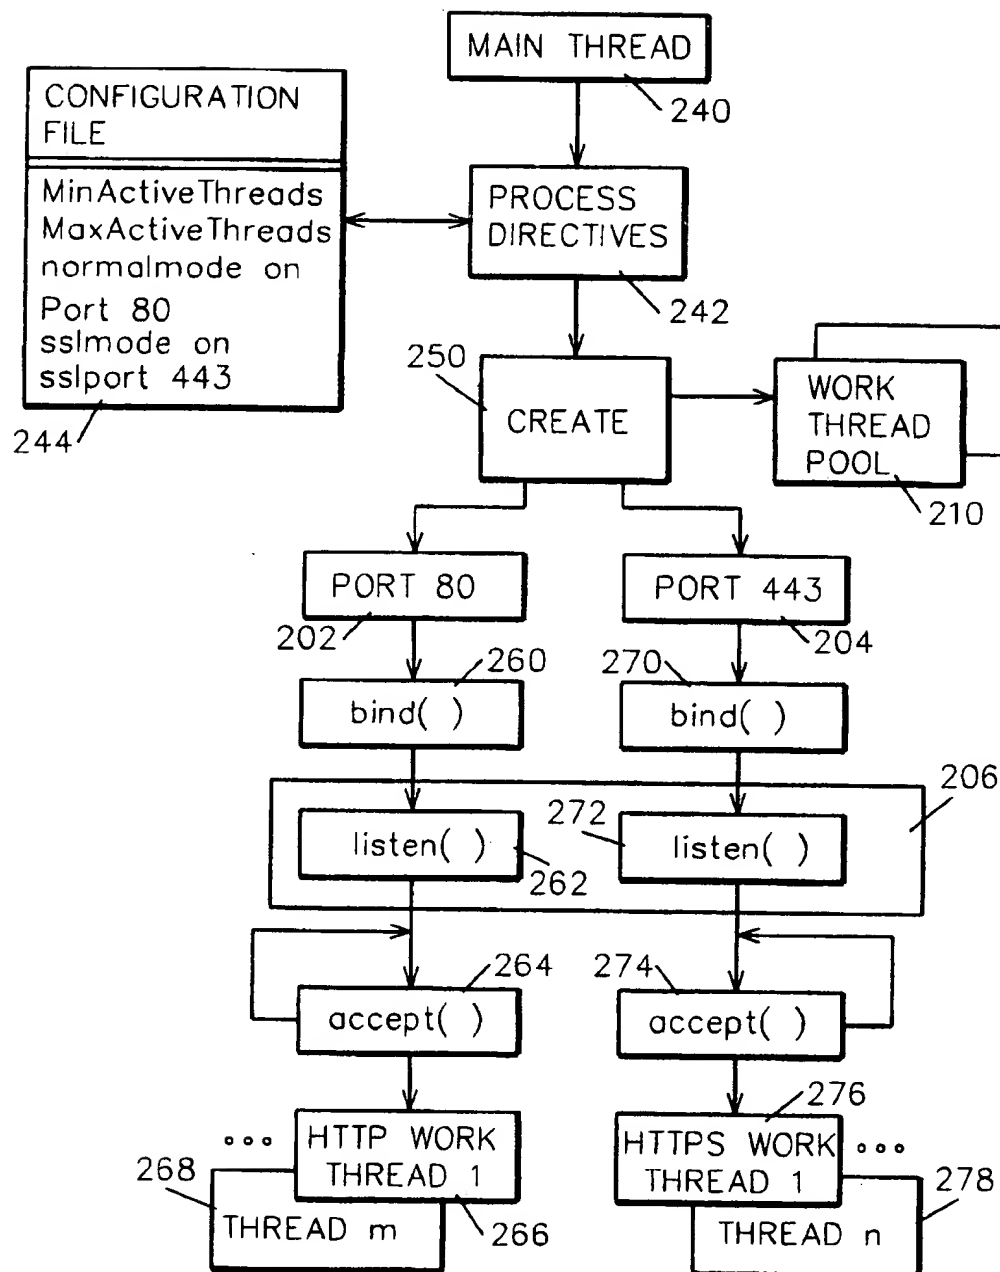 MAIN THREAD
240
CONFIGURATION
FILE
MinActiveThreads
MaxActiveThreads
normalmode on
Port 80
sslmode on
sslport 443
244
PROCESS
DIRECTIVES
242
250
CREATE
WORK
THREAD
POOL
210
PORT 80
202
PORT 443
204
260
bind( )
270
bind( )
206
listen( )
262
272
listen( )
264
accept( )
274
accept( )
276
HTTP WORK
THREAD 1
266
268
THREAD m
HTTPS WORK
THREAD 1
278
THREAD n